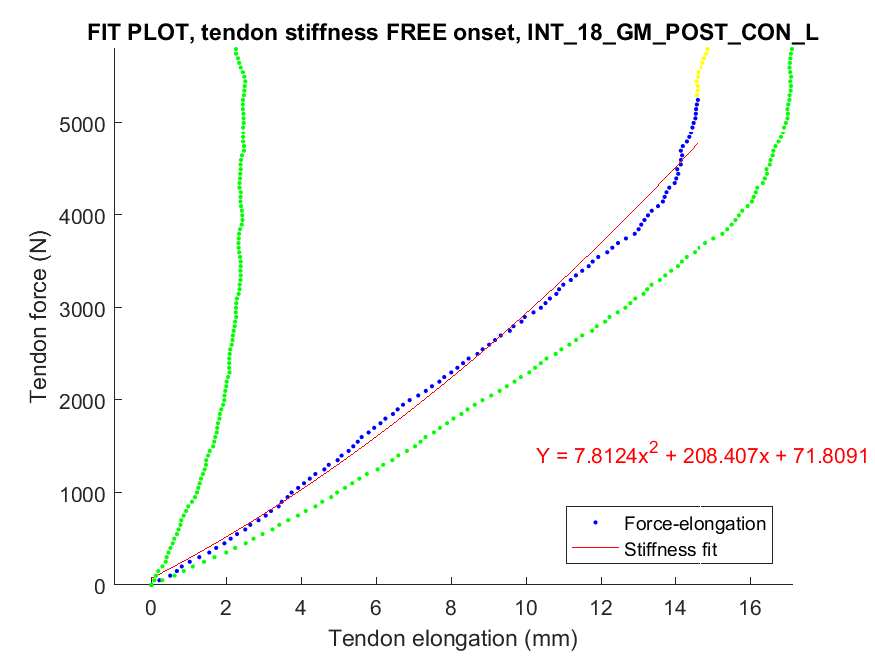 FIT PLOT, tendon stiffness FREE onset, INT_18_GM_POST_CON_L
5000
4000
3000
2000
1000
0
Tendon force (N)
Y = 7.8124x² + 208.407x + 71.8091
Force-elongation
Stiffness fit
0 2 4 6 8 10 12 14 16
Tendon elongation (mm)